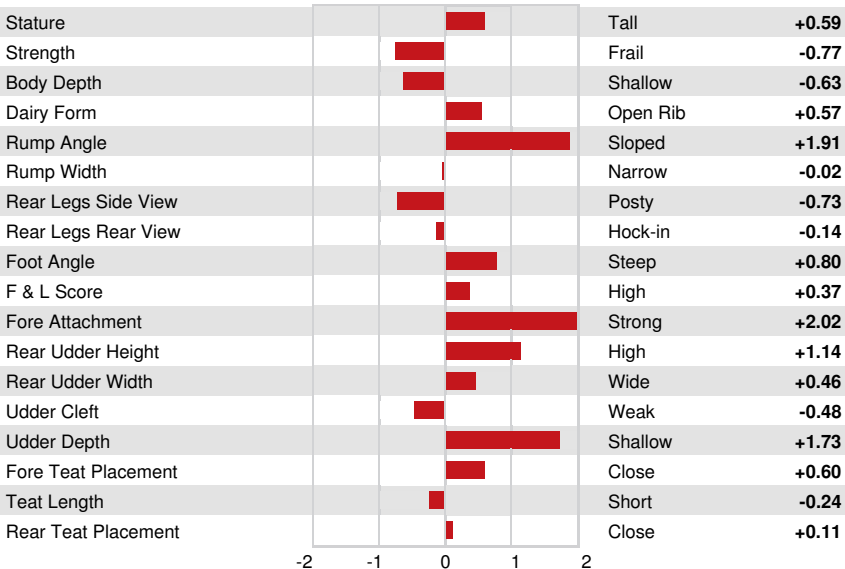 Stature Tall +0.59
Strength Frail -0.77
Body Depth Shallow -0.63
Dairy Form Open Rib +0.57
Rump Angle Sloped +1.91
Rump Width Narrow -0.02
Rear Legs Side View Posty -0.73
Rear Legs Rear View Hock-in -0.14
Foot Angle Steep +0.80
F & L Score High +0.37
Fore Attachment Strong +2.02
Rear Udder Height High +1.14
Rear Udder Width Wide +0.46
Udder Cleft Weak -0.48
Udder Depth Shallow +1.73
Fore Teat Placement Close +0.60
Teat Length Short -0.24
Rear Teat Placement Close +0.11
-2 -1 0 1 2